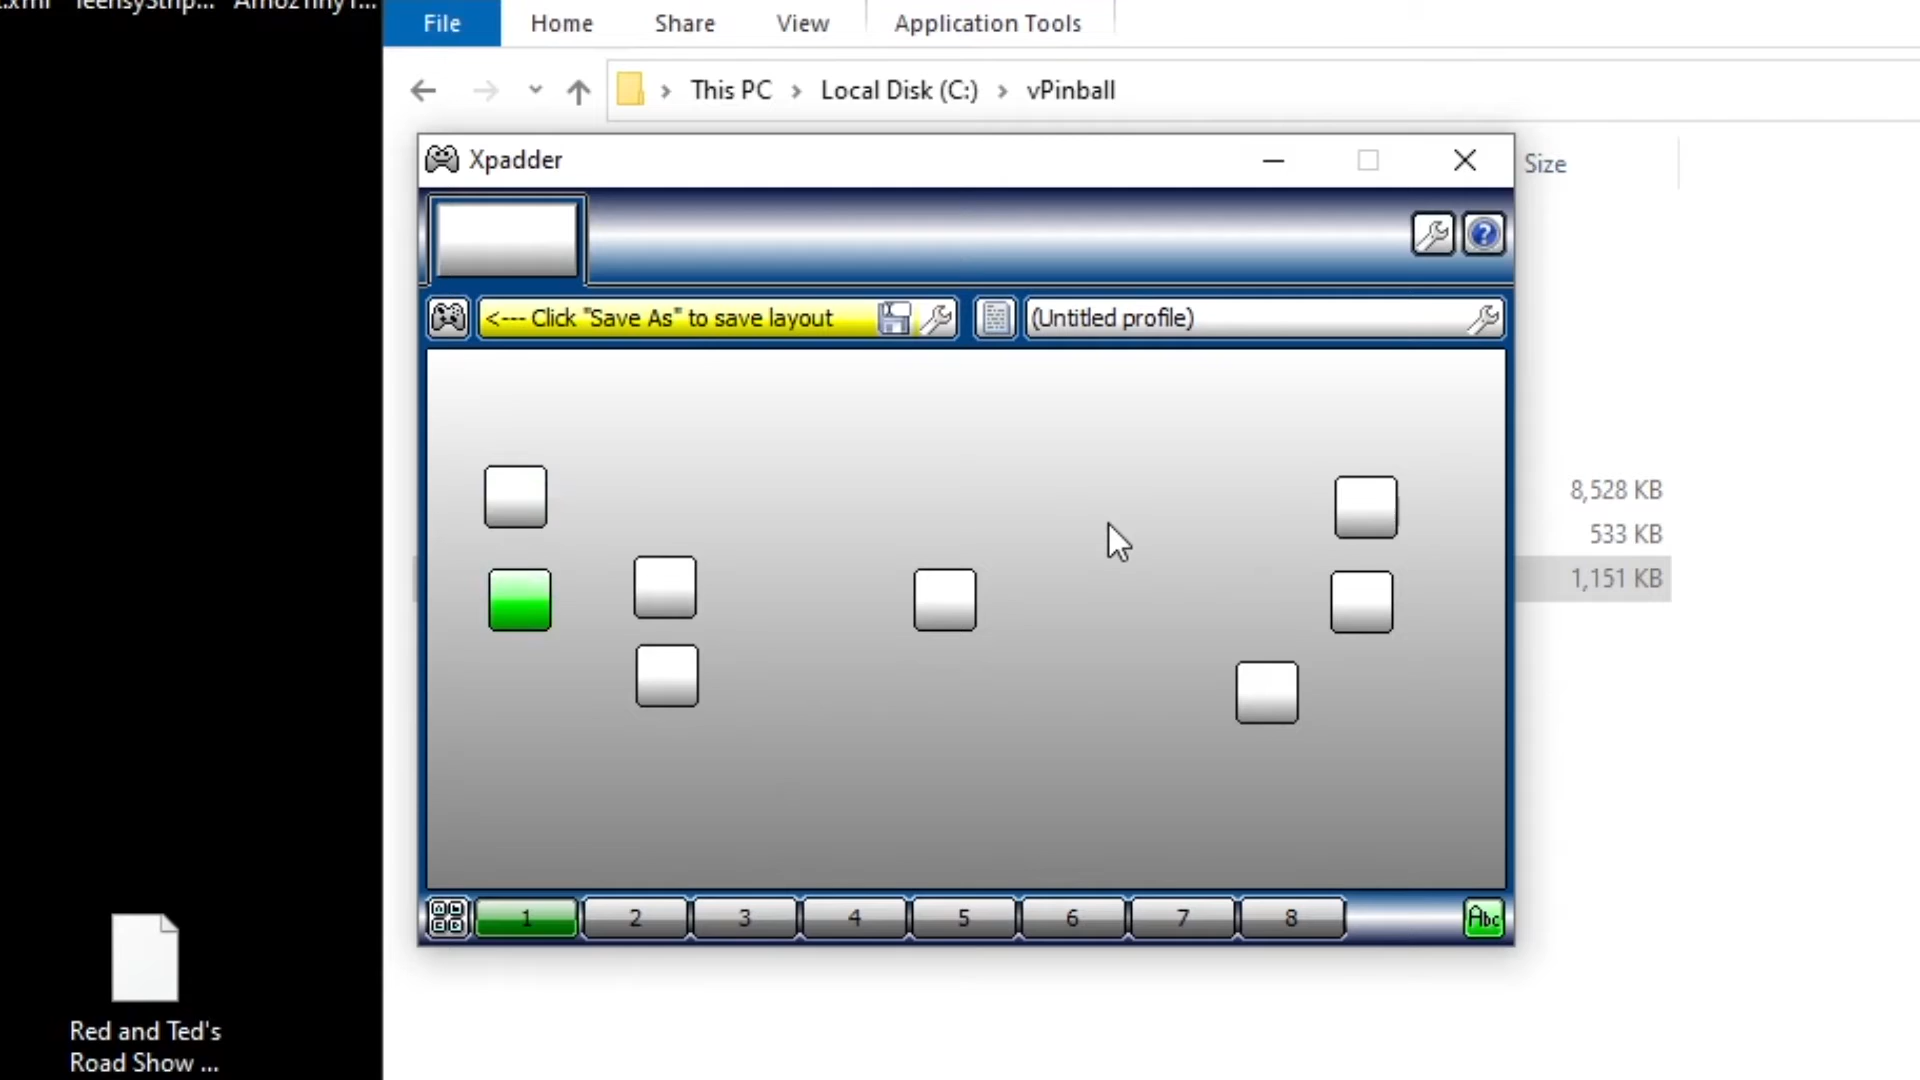 File Home Share View Application Tools
This PC > Local Disk (C:) > vPinball
Xpadder
Size
<--- Click "Save As" to save layout
(Untitled profile)
8,528 KB
533 KB
1,151 KB
1 2 3 4 5 6 7 8
Abc
Red and Ted's
Road Show ...